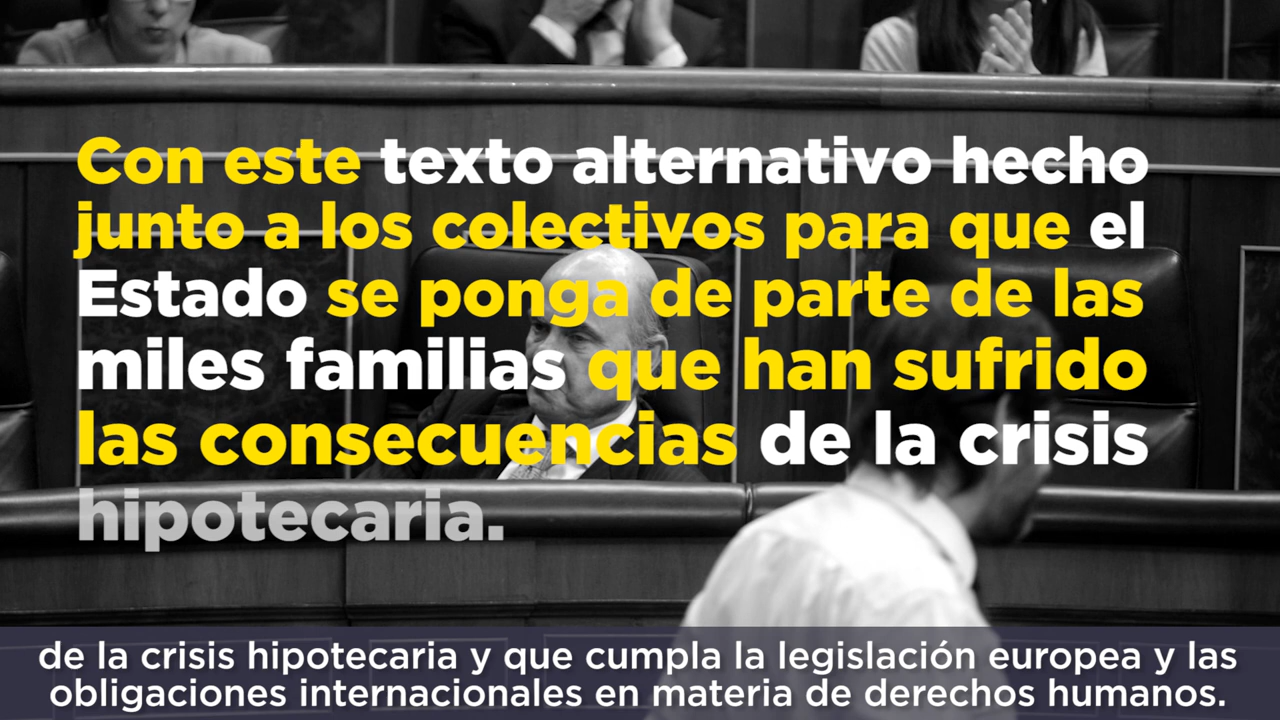 Con este texto alternativo hecho
junto a los colectivos para que el
Estado se ponga de parte de las
miles familias que han sufrido
las consecuencias de la crisis
hipotecaria.
de la crisis hipotecaria y que cumpla la legislación europea y las
obligaciones internacionales en materia de derechos humanos.